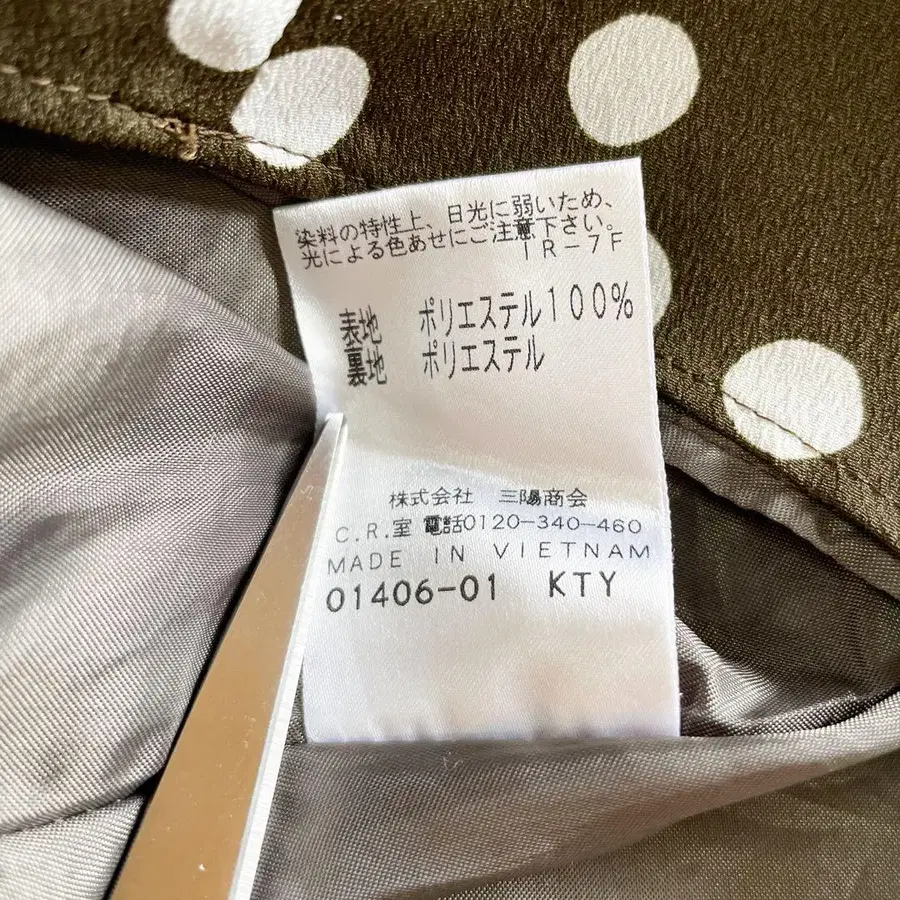 染料の特性上、日光に弱いため、
光による色あせにご注意下さい。
IR-7F
表地 ポリエステル100%
裏地 ポリエステル
株式会社 三陽商会
C.R.室 電話0120-340-460
MADE IN VIETNAM
01406-01 KTY